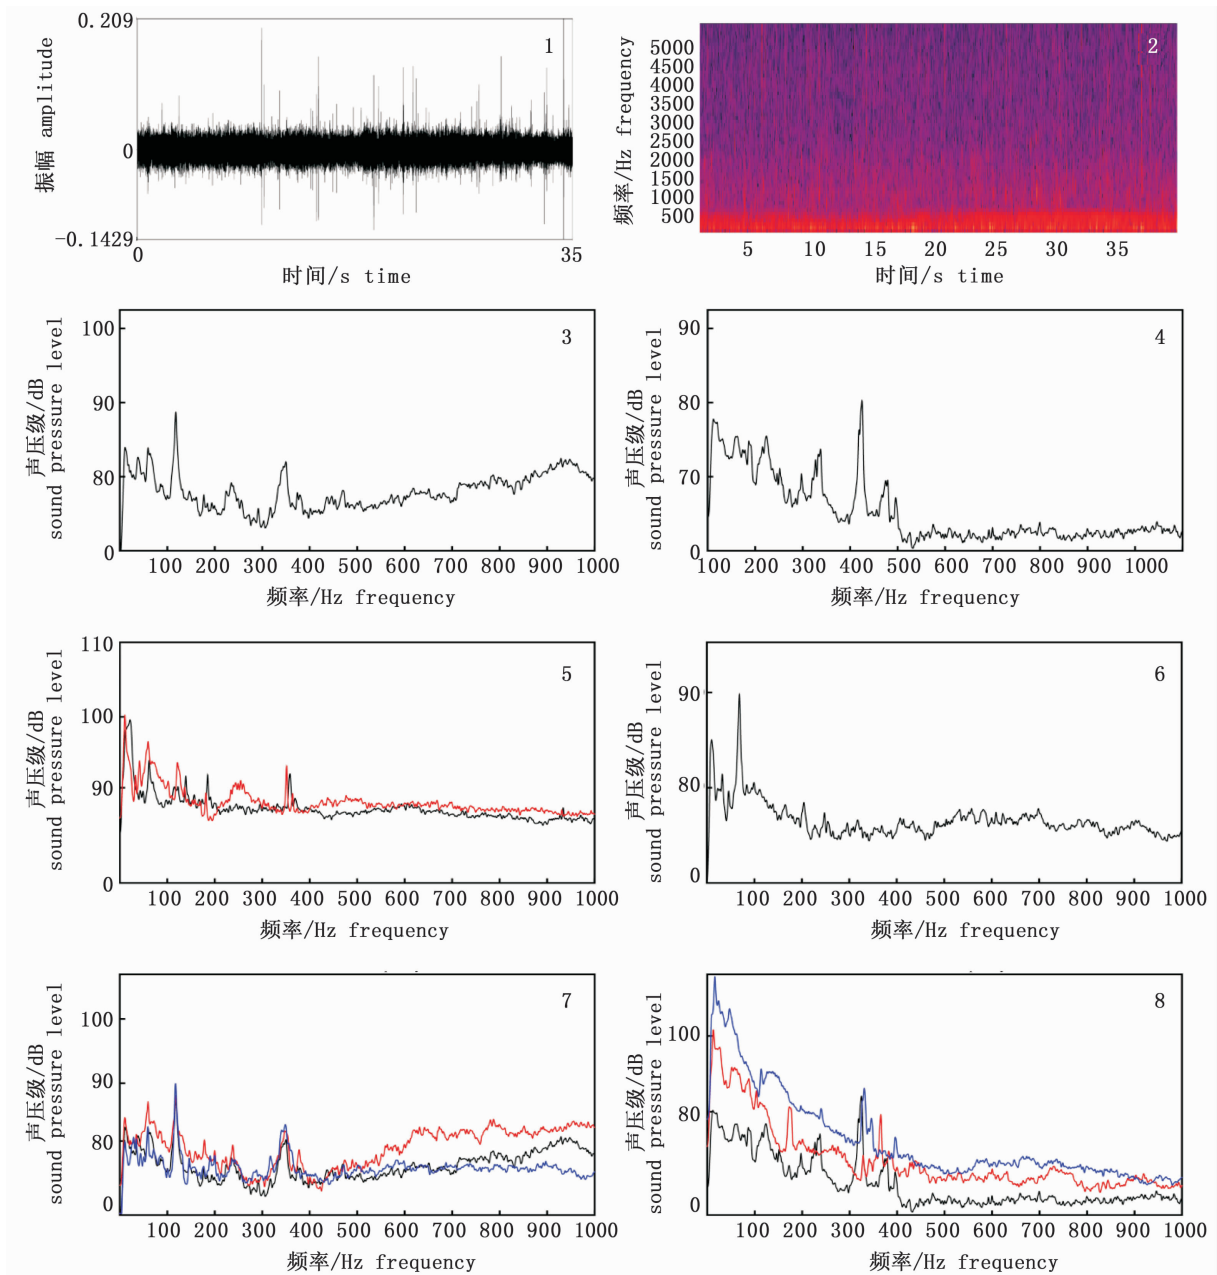 0.209
振幅 amplitude
0
-0.1429
1
0
35
时间/s time
频率/Hz frequency
5000
4500
4000
3500
3000
2500
2000
1500
1000
500
2
5 10 15 20 25 30 35
时间/s time
声压级/dB
sound pressure level
100
90
80
0
3
100 200 300 400 500 600 700 800 900 1000
频率/Hz frequency
声压级/dB
sound pressure level
90
80
70
0
4
100 100 200 300 400 500 600 700 800 900 1000
频率/Hz frequency
声压级/dB
sound pressure level
110
100
90
0
5
100 200 300 400 500 600 700 800 900 1000
频率/Hz frequency
声压级/dB
sound pressure level
90
80
0
6
100 200 300 400 500 600 700 800 900 1000
频率/Hz frequency
声压级/dB
sound pressure level
100
90
80
0
7
100 200 300 400 500 600 700 800 900 1000
频率/Hz frequency
声压级/dB
sound pressure level
100
80
0
8
100 200 300 400 500 600 700 800 900 1000
频率/Hz frequency